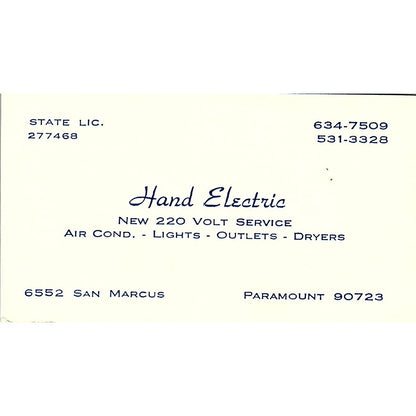 STATE LIC.
277468
634-7509
531-3328
Hand Electric
NEW 220 VOLT SERVICE
AIR COND. - LIGHTS - OUTLETS - DRYERS
6552 SAN MARCUS
PARAMOUNT 90723